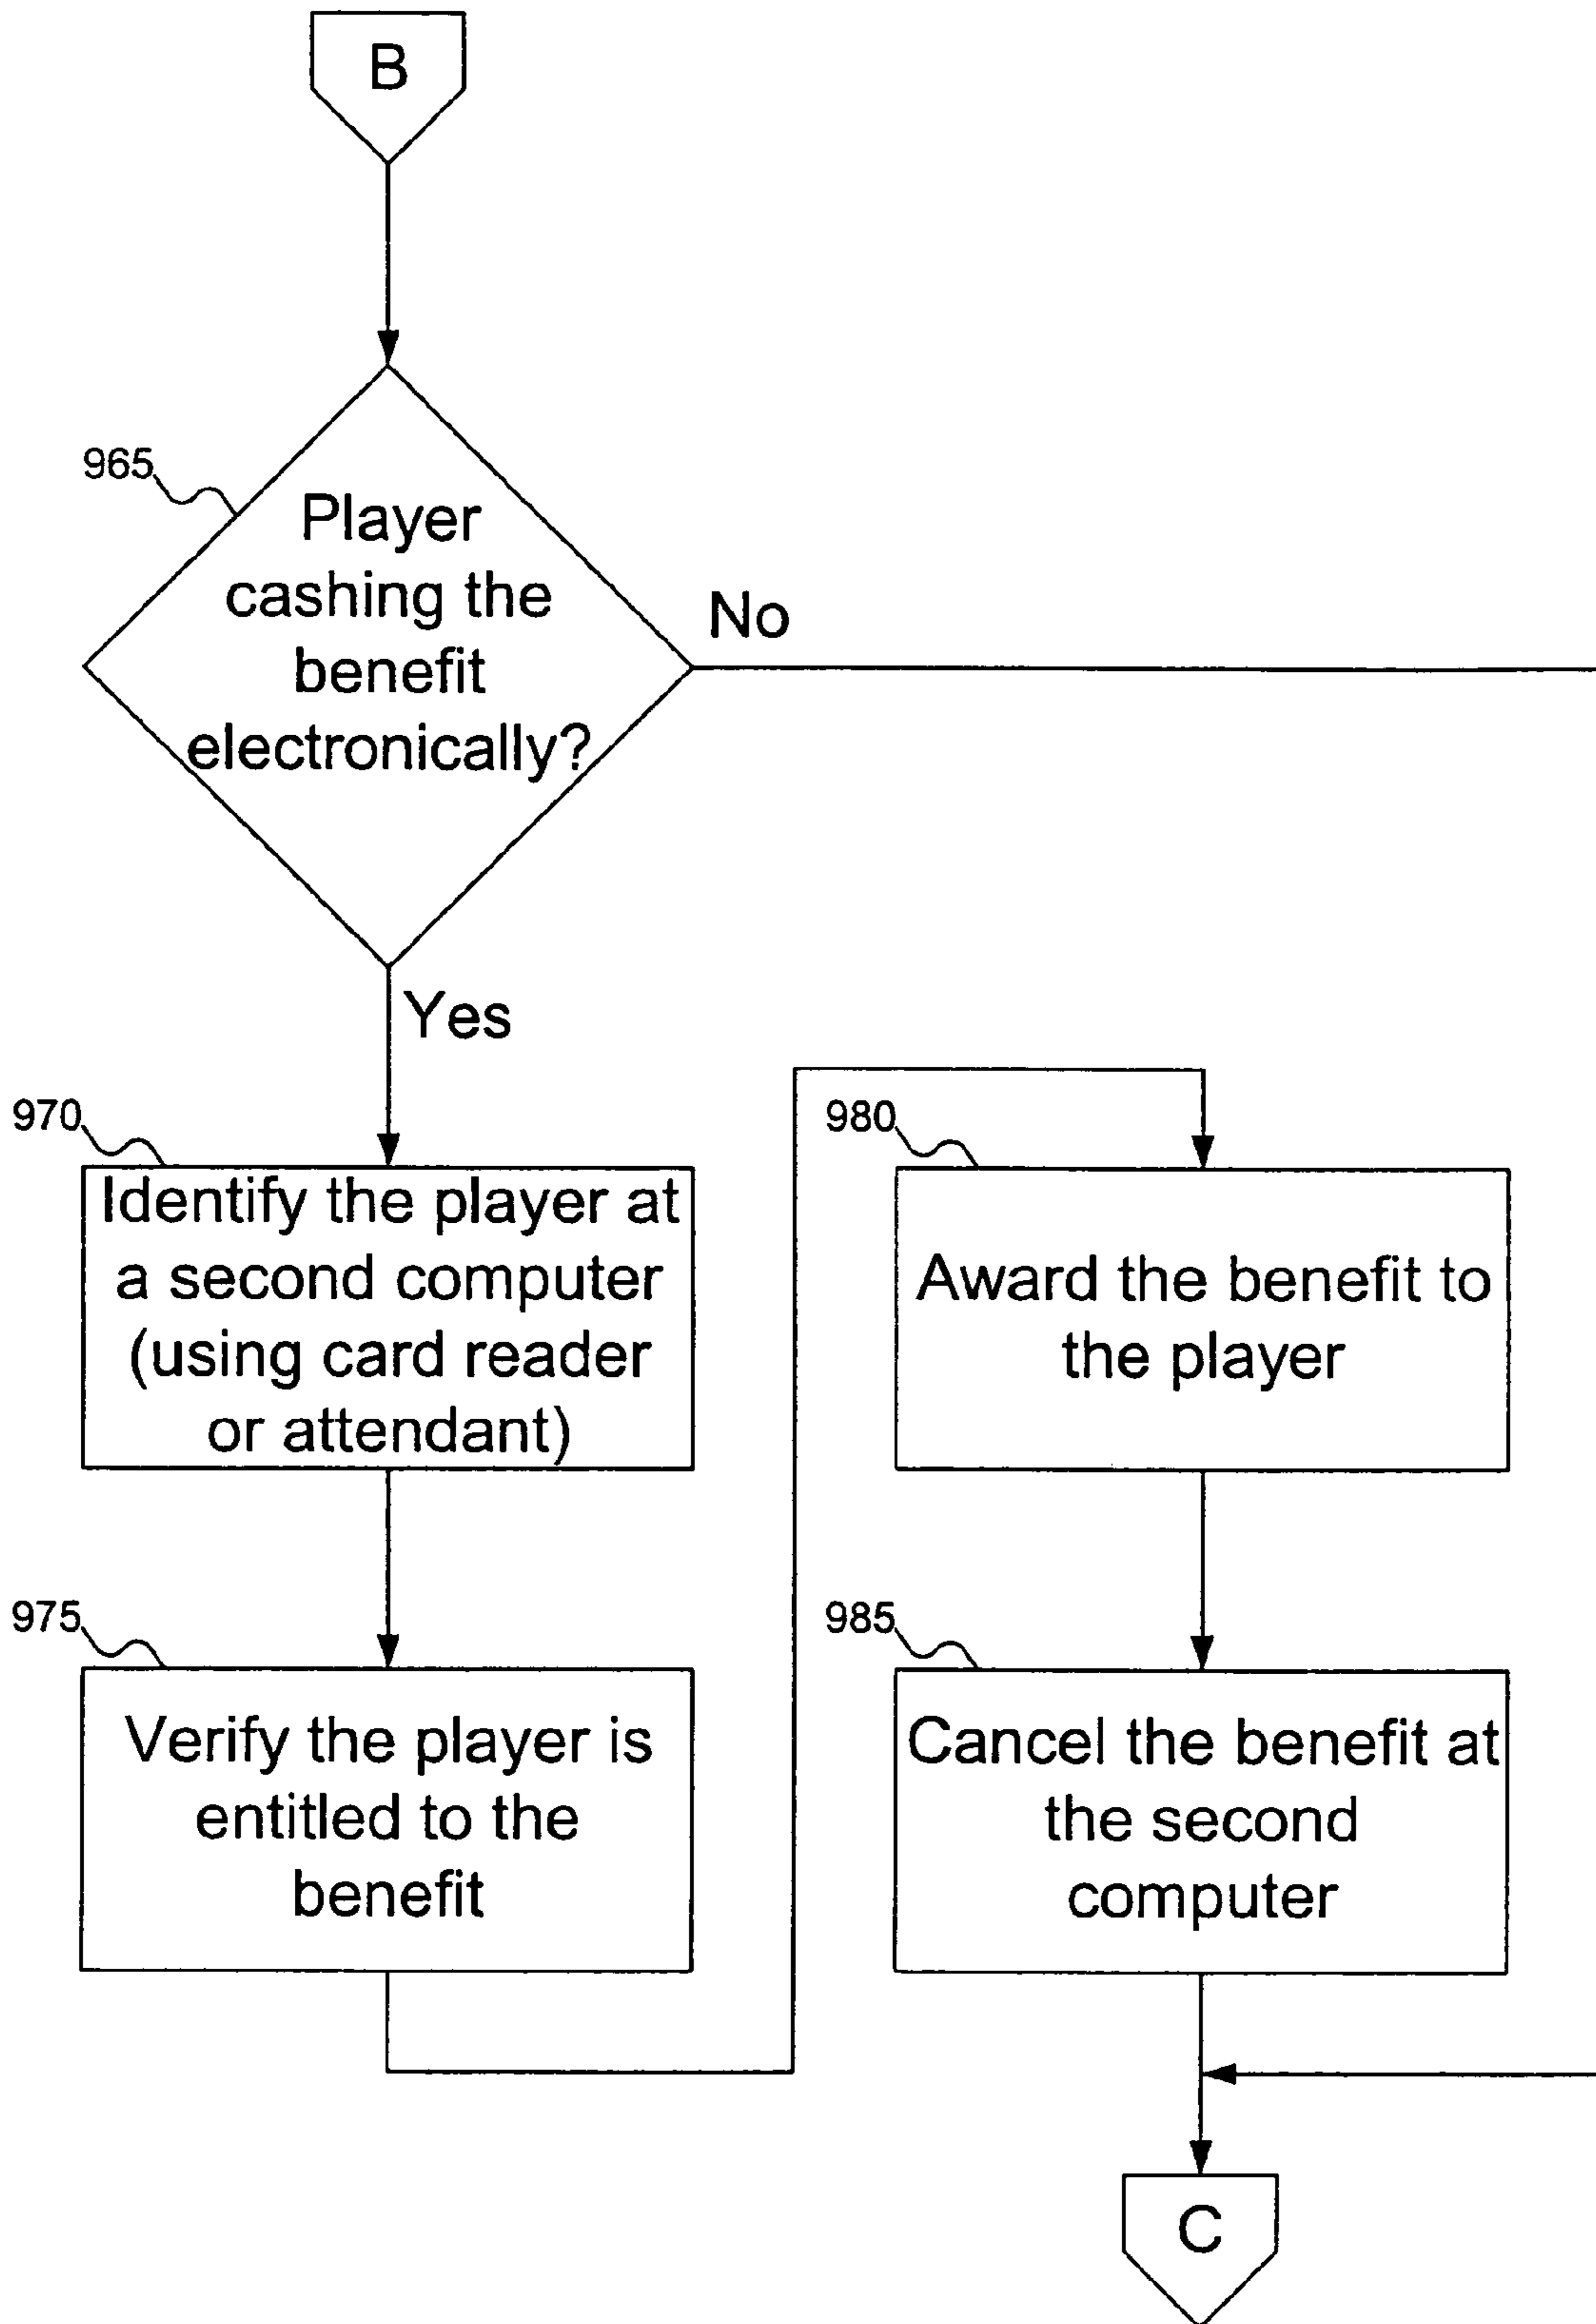 B
965
Player
cashing the
benefit
electronically?
No
Yes
970
Identify the player at
a second computer
(using card reader
or attendant)
975
Verify the player is
entitled to the
benefit
980
Award the benefit to
the player
985
Cancel the benefit at
the second
computer
C